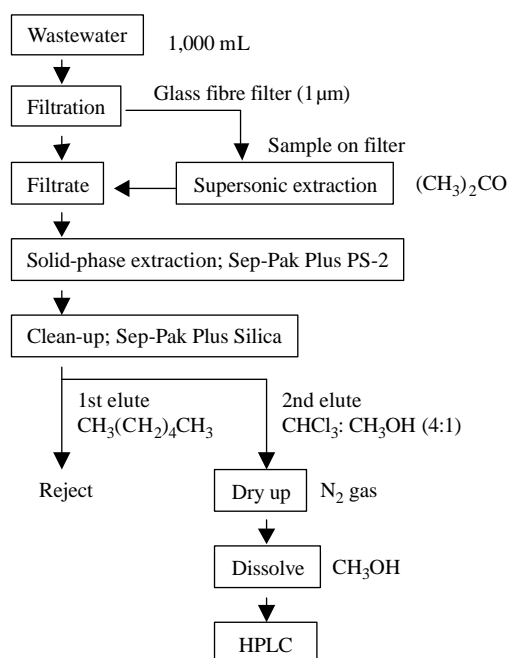 Wastewater
1,000 mL
Glass fibre filter (1 μm)
Filtration
Sample on filter
Filtrate
Supersonic extraction
(CH₃)₂CO
Solid-phase extraction; Sep-Pak Plus PS-2
Clean-up; Sep-Pak Plus Silica
1st elute
CH₃(CH₂)₄CH₃
2nd elute
CHCl₃: CH₃OH (4:1)
Reject
Dry up
N₂ gas
Dissolve
CH₃OH
HPLC